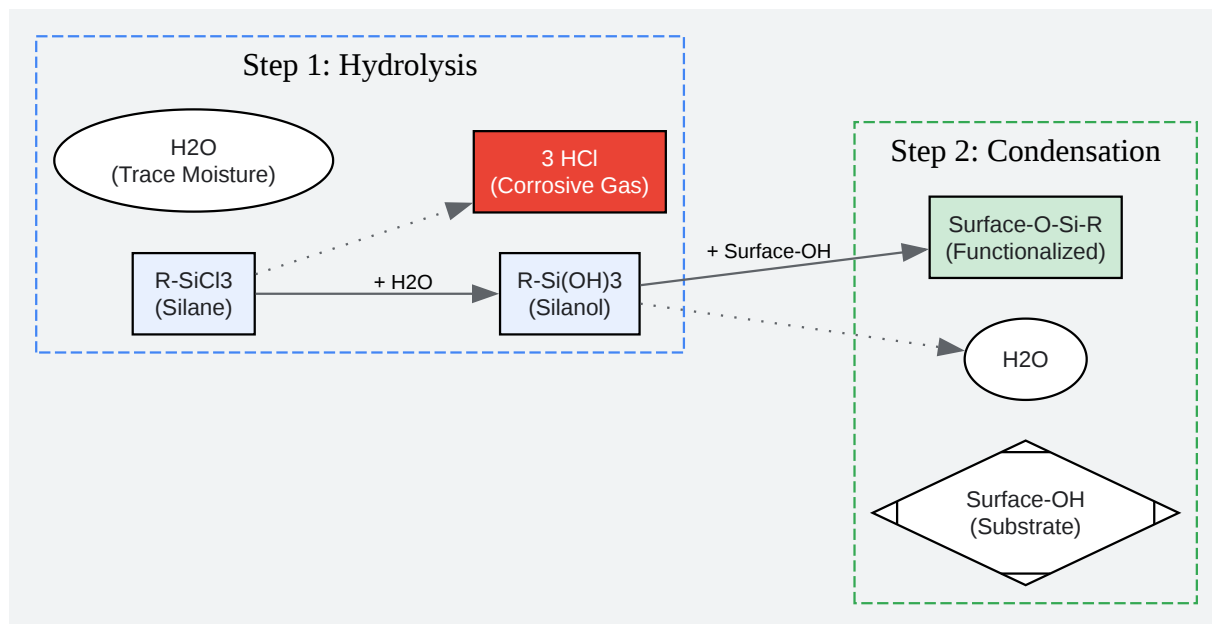 Step 1: Hydrolysis
H2O
(Trace Moisture)
3 HCl
(Corrosive Gas)
R-SiCl3
(Silane)
+ H2O
R-Si(OH)3
(Silanol)
+ Surface-OH
Step 2: Condensation
Surface-O-Si-R
(Functionalized)
H2O
Surface-OH
(Substrate)